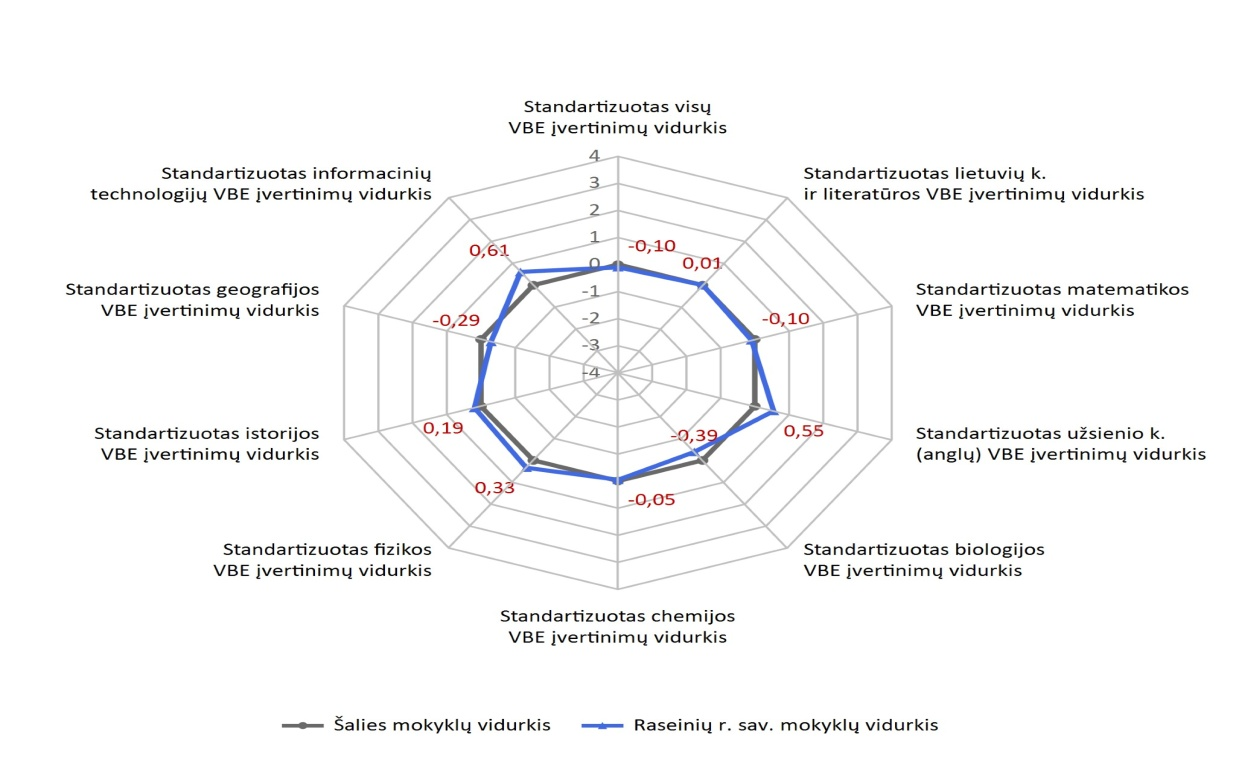 Standartizuotas visų
VBE įvertinimų vidurkis
Standartizuotas informacinių
technologijų VBE įvertinimų vidurkis
Standartizuotas lietuvių k.
ir literatūros VBE įvertinimų vidurkis
4
3
2
1
0
-1
-2
-3
-4
0,61
-0,10
0,01
Standartizuotas geografijos
VBE įvertinimų vidurkis
-0,29
-0,10
Standartizuotas matematikos
VBE įvertinimų vidurkis
Standartizuotas istorijos
VBE įvertinimų vidurkis
0,19
-0,39
0,55
Standartizuotas užsienio k.
(anglų) VBE įvertinimų vidurkis
0,33
-0,05
Standartizuotas fizikos
VBE įvertinimų vidurkis
Standartizuotas biologijos
VBE įvertinimų vidurkis
Standartizuotas chemijos
VBE įvertinimų vidurkis
Šalies mokyklų vidurkis
Raseinių r. sav. mokyklų vidurkis